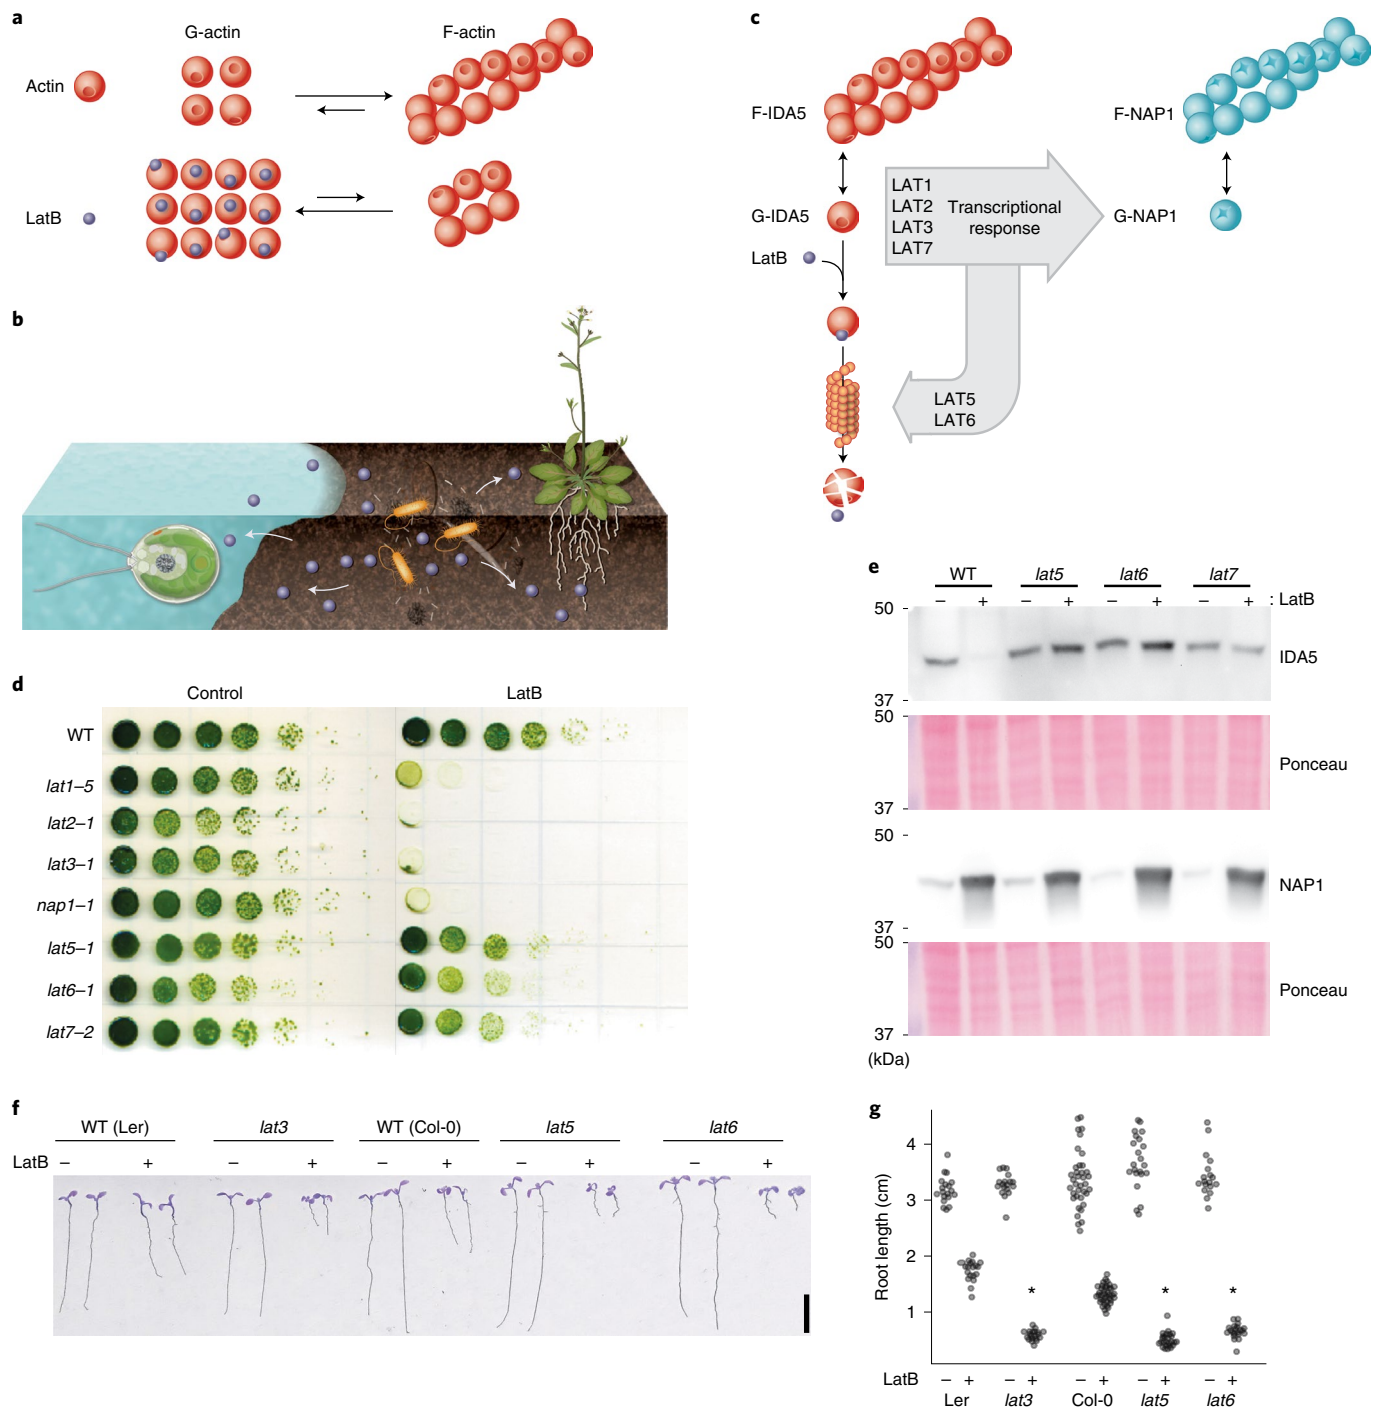 a
G-actin
F-actin
Actin
LatB
b
c
F-IDA5
F-NAP1
LAT1
LAT2
LAT3
LAT7
Transcriptional
response
G-IDA5
G-NAP1
LatB
LAT5
LAT6
d
Control
LatB
WT
lat1–5
lat2–1
lat3–1
nap1–1
lat5–1
lat6–1
lat7–2
e
WT
lat5
lat6
lat7
– + – + – + – + : LatB
50
IDA5
37
50
Ponceau
37
50
NAP1
37
50
Ponceau
37
(kDa)
f
WT (Ler)
lat3
WT (Col-0)
lat5
lat6
LatB – + – + – + – + – +
g
Root length (cm)
4
3
2
1
* * *
LatB – + – + – + – + – +
Ler lat3 Col-0 lat5 lat6